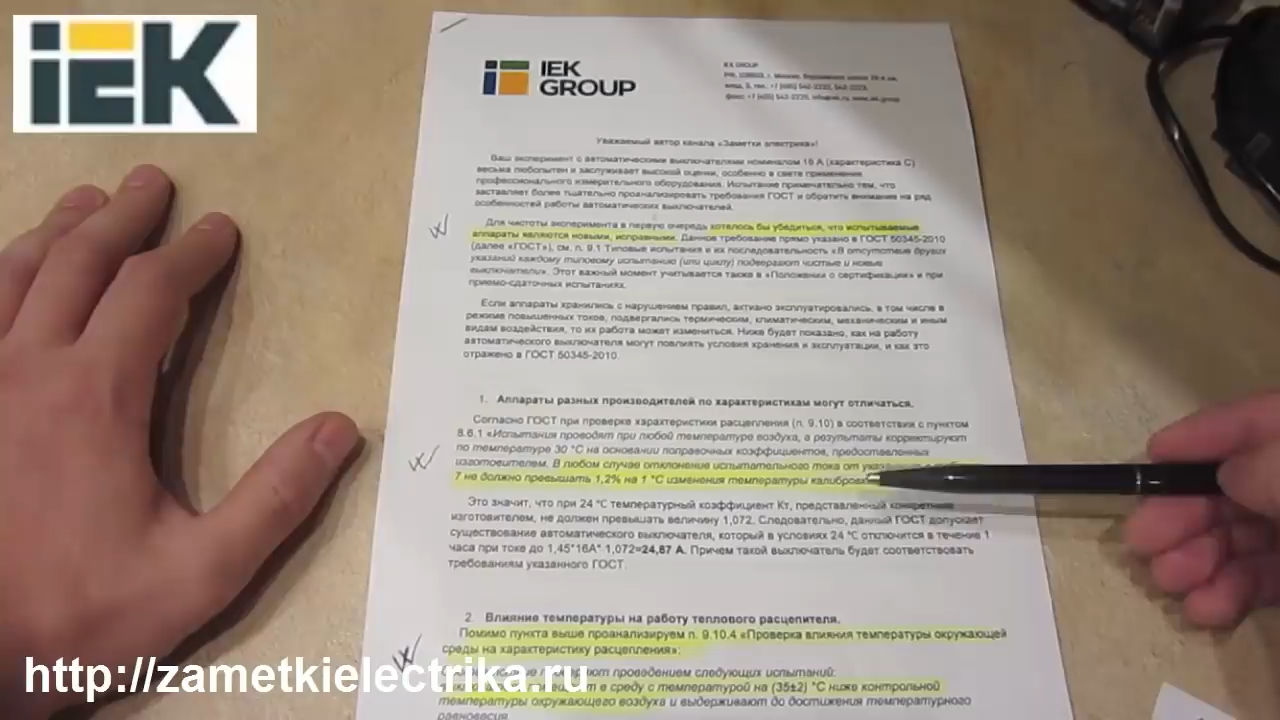 iEK
IEK
GROUP
IEK GROUP
Уважаемый автор канала «Заметки электрика»!
Ваш эксперимент с автоматическими выключателями номиналом 16 А (характеристика С)
весьма любопытен и заслуживает высокой оценки, особенно в свете применения
профессионального измерительного оборудования. Испытание примечательно тем, что
заставляет более тщательно проанализировать требования ГОСТ и обратить внимание на ряд
особенностей работы автоматических выключателей.
Для чистоты эксперимента в первую очередь хотелось бы убедиться, что испытываемые
аппараты являются новыми, исправными. Данное требование прямо указано в ГОСТ 50345-2010
(далее «ГОСТ»), см. п. 9.1 Типовые испытания и их последовательность «В отсутствие других
указаний каждому типовому испытанию (или циклу) подвергают чистые и новые
выключатели». Этот важный момент учитывается также в «Положении о сертификации» и при
приемо-сдаточных испытаниях.
Если аппараты хранились с нарушением правил, активно эксплуатировались, в том числе в
режиме повышенных токов, подвергались термическим, климатическим, механическим и иным
видам воздействия, то их работа может измениться. Ниже будет показано, как на работу
автоматического выключателя могут повлиять условия хранения и эксплуатации, и как это
отражено в ГОСТ 50345-2010.
1. Аппараты разных производителей по характеристикам могут отличаться.
Согласно ГОСТ при проверке характеристики расцепления (п. 9.10) в соответствии с пунктом
8.6.1 «Испытания проводят при любой температуре воздуха, а результаты корректируют
по температуре 30 °С на основании поправочных коэффициентов, предоставленных
изготовителем. В любом случае отклонение испытательного тока от
7 не должно превышать 1,2% на 1 °С изменения температуры
Это значит, что при 24 °С температурный коэффициент Кт, представленный конкретным
изготовителем, не должен превышать величину 1,072. Следовательно, данный ГОСТ допускает
существование автоматического выключателя, который в условиях 24 °С отключится в течение 1
часа при токе до 1,45*16А* 1,072=24,87 А. Причем такой выключатель будет соответствовать
требованиям указанного ГОСТ.
2. Влияние температуры на работу теплового расцепителя.
Помимо пункта выше проанализируем п. 9.10.4 «Проверка влияния температуры окружающей
среды на характеристику расцепления»:
проведением следующих испытаний:
в среду с температурой на (35±2) °С ниже контрольной
температуры окружающего воздуха и выдерживают до достижения температурного
равновесия
http://zametkielectrika.ru